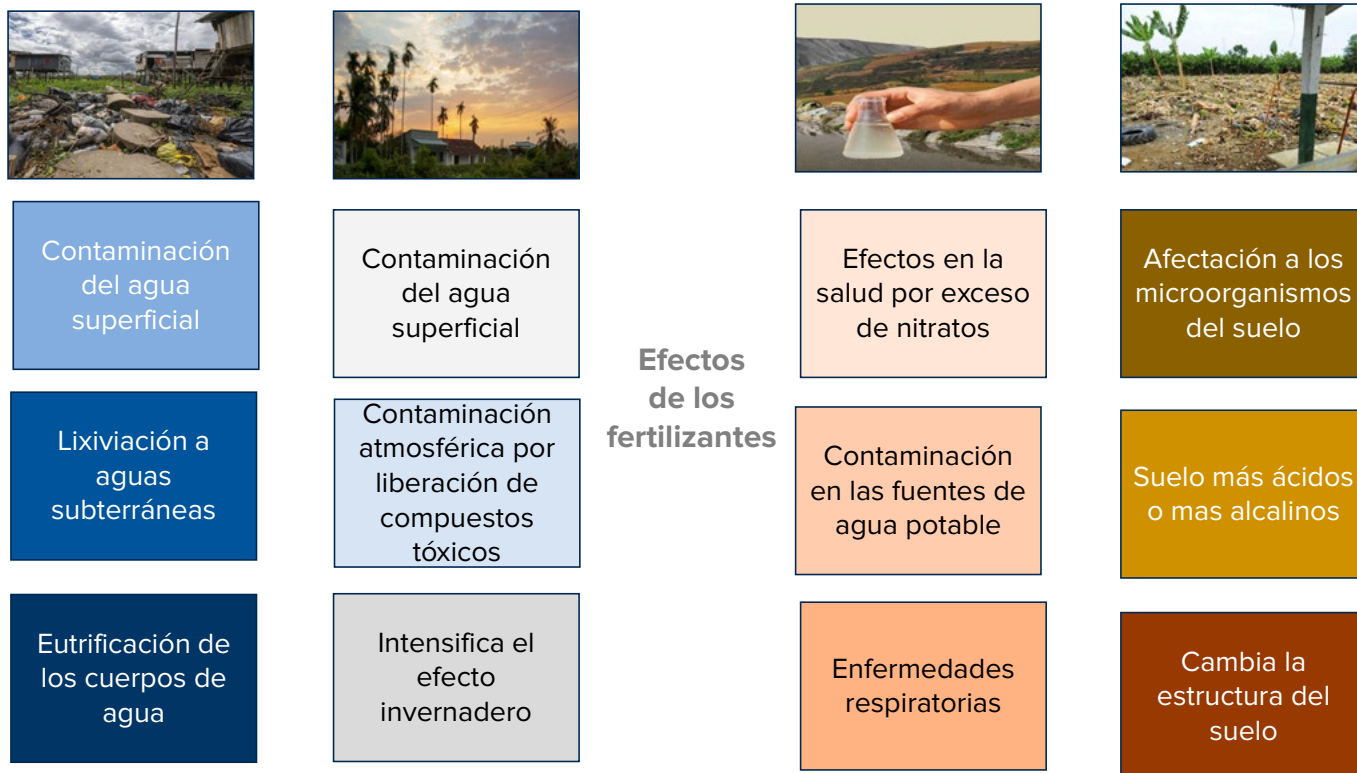 Contaminación
del agua
superficial
Lixiviación a
aguas
subterráneas
Eutrificación de
los cuerpos de
agua
Contaminación
del agua
superficial
Contaminación
atmosférica por
liberación de
compuestos
tóxicos
Intensifica el
efecto
invernadero
Efectos
de los
fertilizantes
Efectos en la
salud por exceso
de nitratos
Contaminación
en las fuentes de
agua potable
Enfermedades
respiratorias
Afectación a los
microorganismos
del suelo
Suelo más ácidos
o mas alcalinos
Cambia la
estructura del
suelo